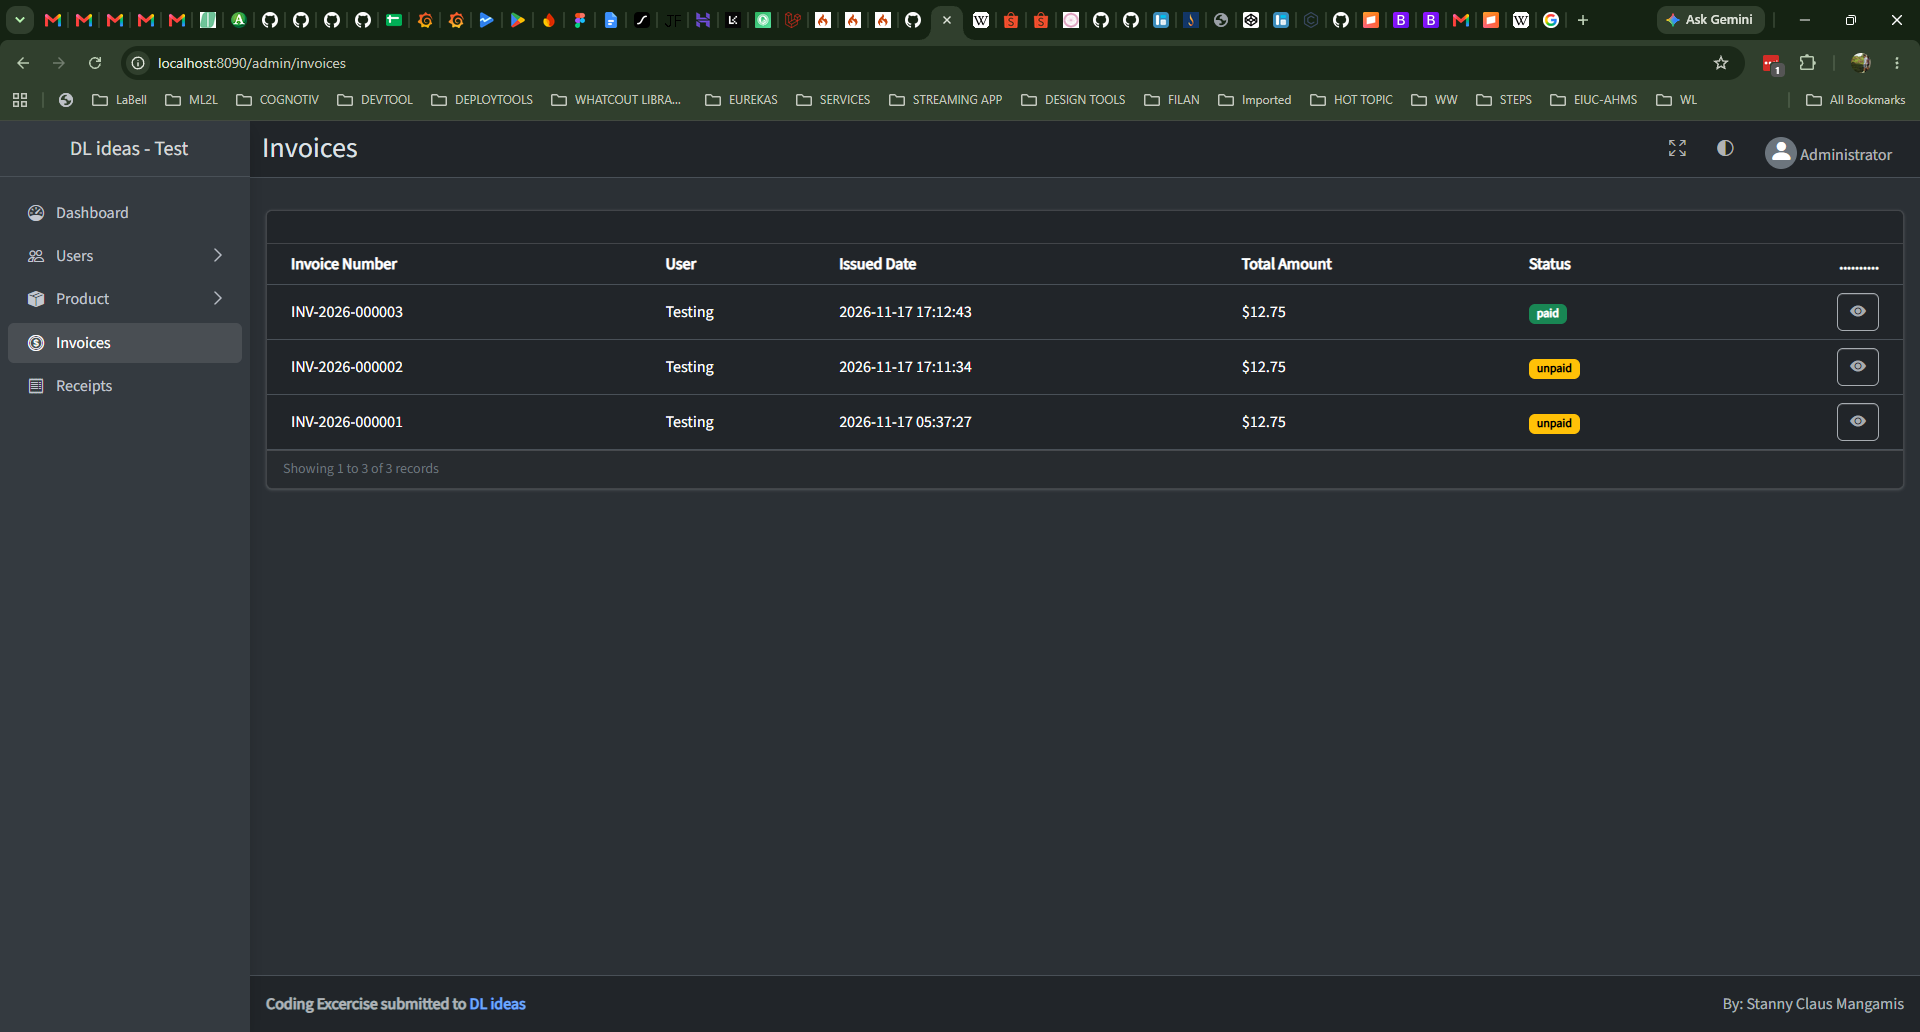 Ask Gemini
localhost:8090/admin/invoices
1
LaBell ML2L COGNOTIV DEVTOOL DEPLOYTOOLS WHATCOUT LIBRA... EUREKAS SERVICES STREAMING APP DESIGN TOOLS FILAN Imported HOT TOPIC WW STEPS EIUC-AHMS WL All Bookmarks
DL ideas - Test
Invoices
Administrator
Dashboard
Users
Product
Invoices
Receipts
Invoice Number User Issued Date Total Amount Status ..........
INV-2026-000003 Testing 2026-11-17 17:12:43 $12.75 paid
INV-2026-000002 Testing 2026-11-17 17:11:34 $12.75 unpaid
INV-2026-000001 Testing 2026-11-17 05:37:27 $12.75 unpaid
Showing 1 to 3 of 3 records
Coding Excercise submitted to DL ideas
By: Stanny Claus Mangamis